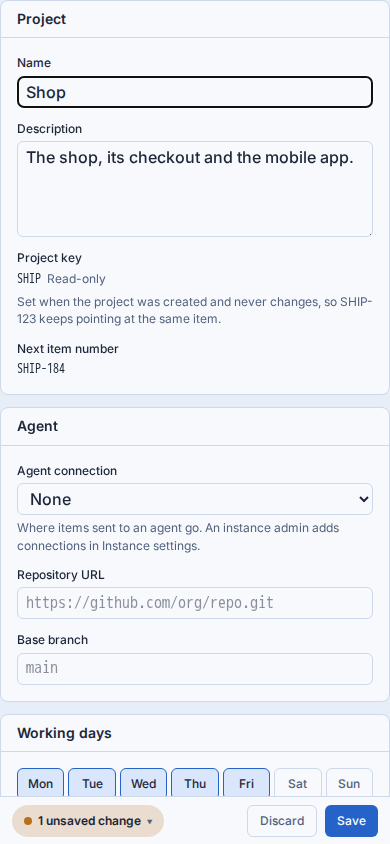 Project
Name
Shop
Description
The shop, its checkout and the mobile app.
Project key
SHIP Read-only
Set when the project was created and never changes, so SHIP-
123 keeps pointing at the same item.
Next item number
SHIP-184
Agent
Agent connection
None
Where items sent to an agent go. An instance admin adds
connections in Instance settings.
Repository URL
https://github.com/org/repo.git
Base branch
main
Working days
Mon Tue Wed Thu Fri Sat Sun
1 unsaved change Discard Save